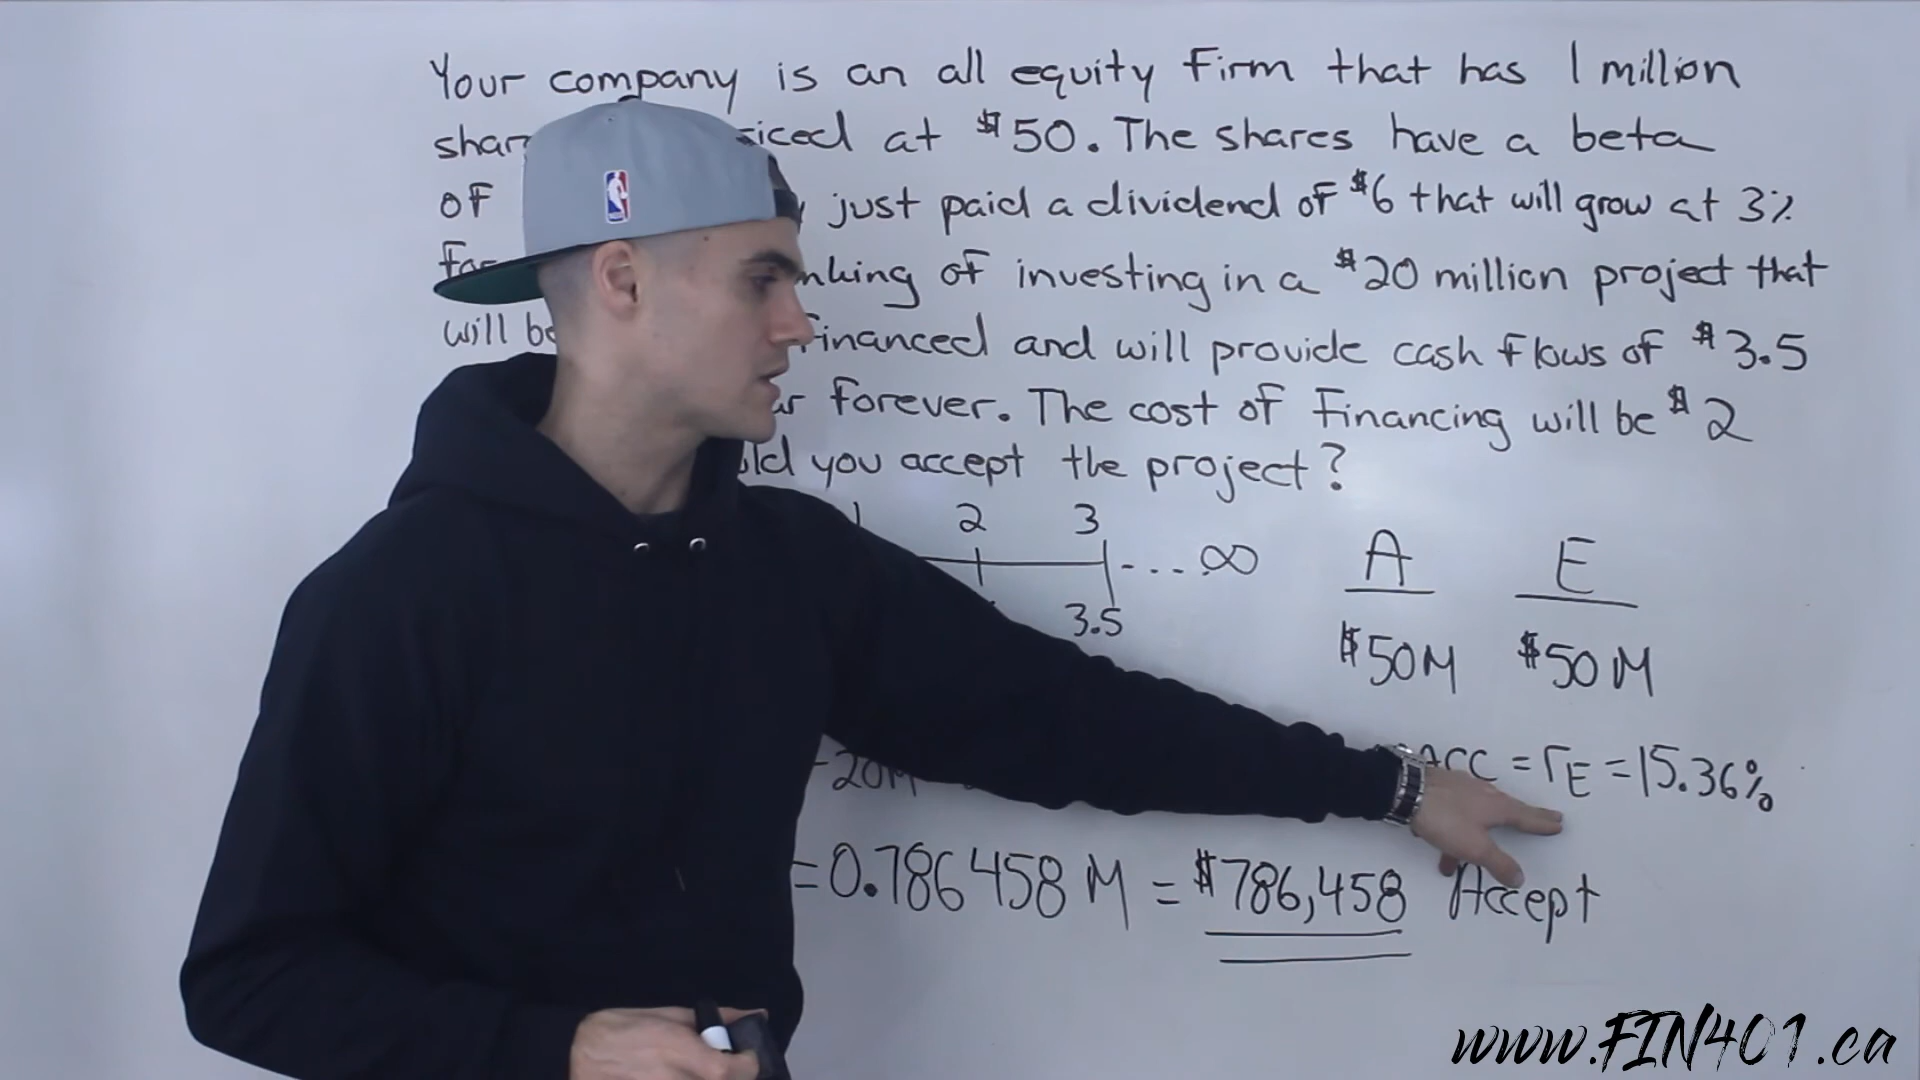 Your company is an all equity firm that has 1 million
shar iced at $50. The shares have a beta
of just paid a dividend of $6 that will grow at 3%
nking of investing in a $20 million project that
will be financed and will provide cash flows of $3.5
forever. The cost of financing will be $2
ld you accept the project?
1 2 3 ... ∞
3.5
A E
$50M $50M
-20M
ACC = rE = 15.36%
= 0.786458 M = $786,458 Accept
www.FIN401.ca